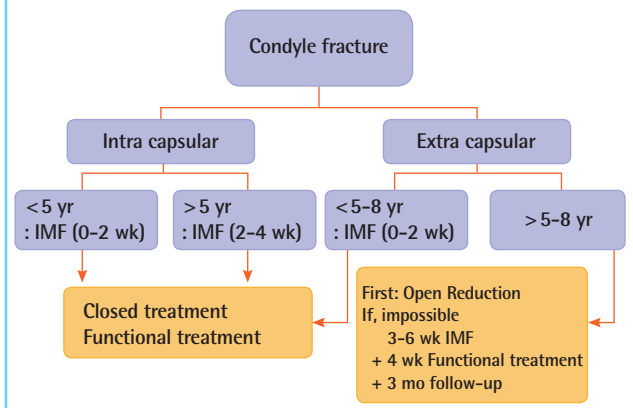 Condyle fracture
Intra capsular
Extra capsular
<5 yr
: IMF (0-2 wk)
>5 yr
: IMF (2-4 wk)
<5-8 yr
: IMF (0-2 wk)
>5-8 yr
Closed treatment
Functional treatment
First: Open Reduction
If, impossible
3-6 wk IMF
+ 4 wk Functional treatment
+ 3 mo follow-up